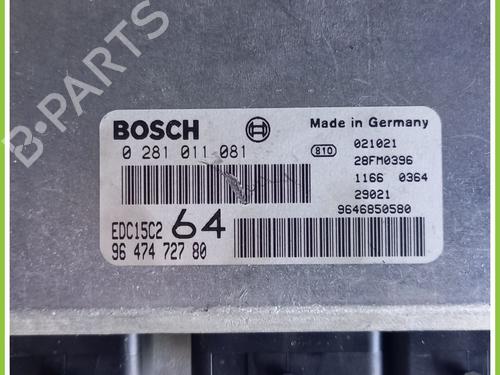 B-PARTS
BOSCH
Made in Germany
0 281 011 081
810
021021
28FM0396
1166 0364
29021
9646850580
EDC15C2 64
96 474 727 80